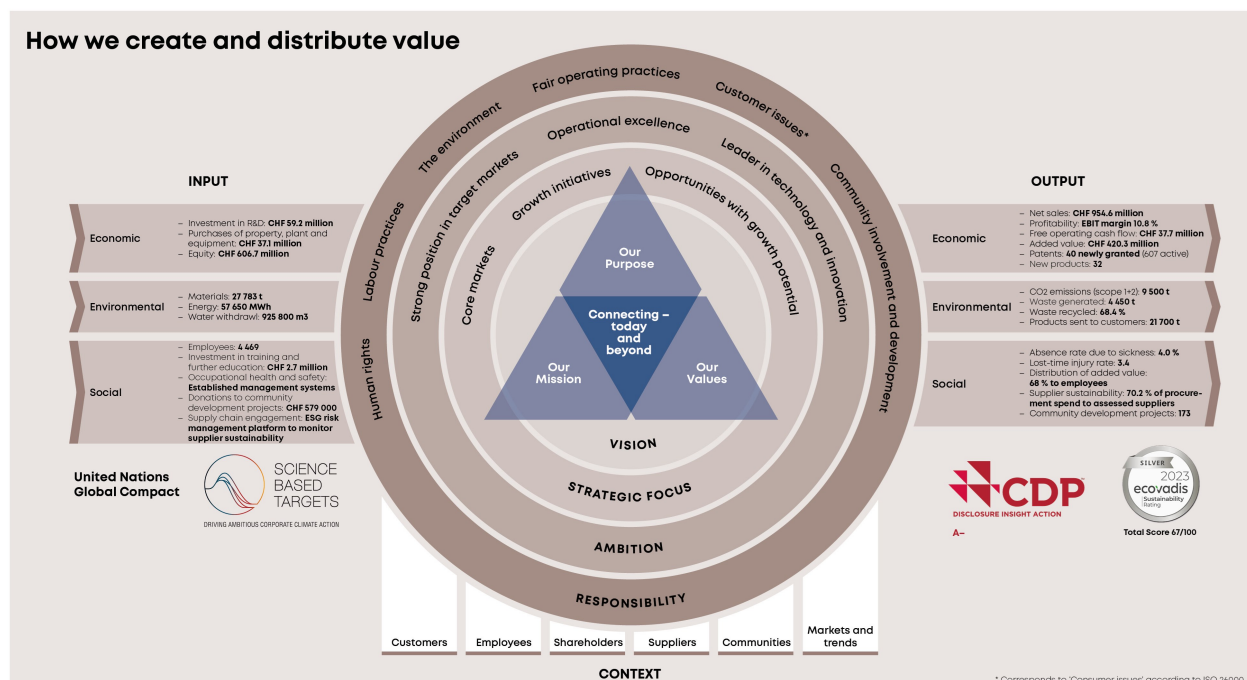 How we create and distribute value
INPUT
Economic
– Investment in R&D: CHF 59.2 million
– Purchases of property, plant and
equipment: CHF 37.1 million
– Equity: CHF 606.7 million
Environmental
– Materials: 27 783 t
– Energy: 57 650 MWh
– Water withdrawl: 925 800 m3
Social
– Employees: 4 469
– Investment in training and
further education: CHF 2.7 million
– Occupational health and safety:
Established management systems
– Donations to community
development projects: CHF 579 000
– Supply chain engagement: ESG risk
management platform to monitor
supplier sustainability
United Nations
Global Compact
SCIENCE
BASED
TARGETS
DRIVING AMBITIOUS CORPORATE CLIMATE ACTION
Human rights
Labour practices
The environment
Fair operating practices
Customer issues*
Community involvement and development
Strong position in target markets
Operational excellence
Leader in technology and innovation
Core markets
Growth initiatives
Opportunities with growth potential
Our
Purpose
Connecting –
today
and
beyond
Our
Mission
Our
Values
VISION
STRATEGIC FOCUS
AMBITION
RESPONSIBILITY
Customers
Employees
Shareholders
Suppliers
Communities
Markets and
trends
CONTEXT
OUTPUT
Economic
– Net sales: CHF 954.6 million
– Profitability: EBIT margin 10.8 %
– Free operating cash flow: CHF 37.7 million
– Added value: CHF 420.3 million
– Patents: 40 newly granted (607 active)
– New products: 32
Environmental
– CO2 emissions (scope 1+2): 9 500 t
– Waste generated: 4 450 t
– Waste recycled: 68.4 %
– Products sent to customers: 21 700 t
Social
– Absence rate due to sickness: 4.0 %
– Lost-time injury rate: 3.4
– Distribution of added value:
68 % to employees
– Supplier sustainability: 70.2 % of procure-
ment spend to assessed suppliers
– Community development projects: 173
CDP
DISCLOSURE INSIGHT ACTION
A–
SILVER
2023
ecovadis
Sustainability
Rating
Total Score 67/100
* Corresponds to 'Consumer issues' according to ISO 26000